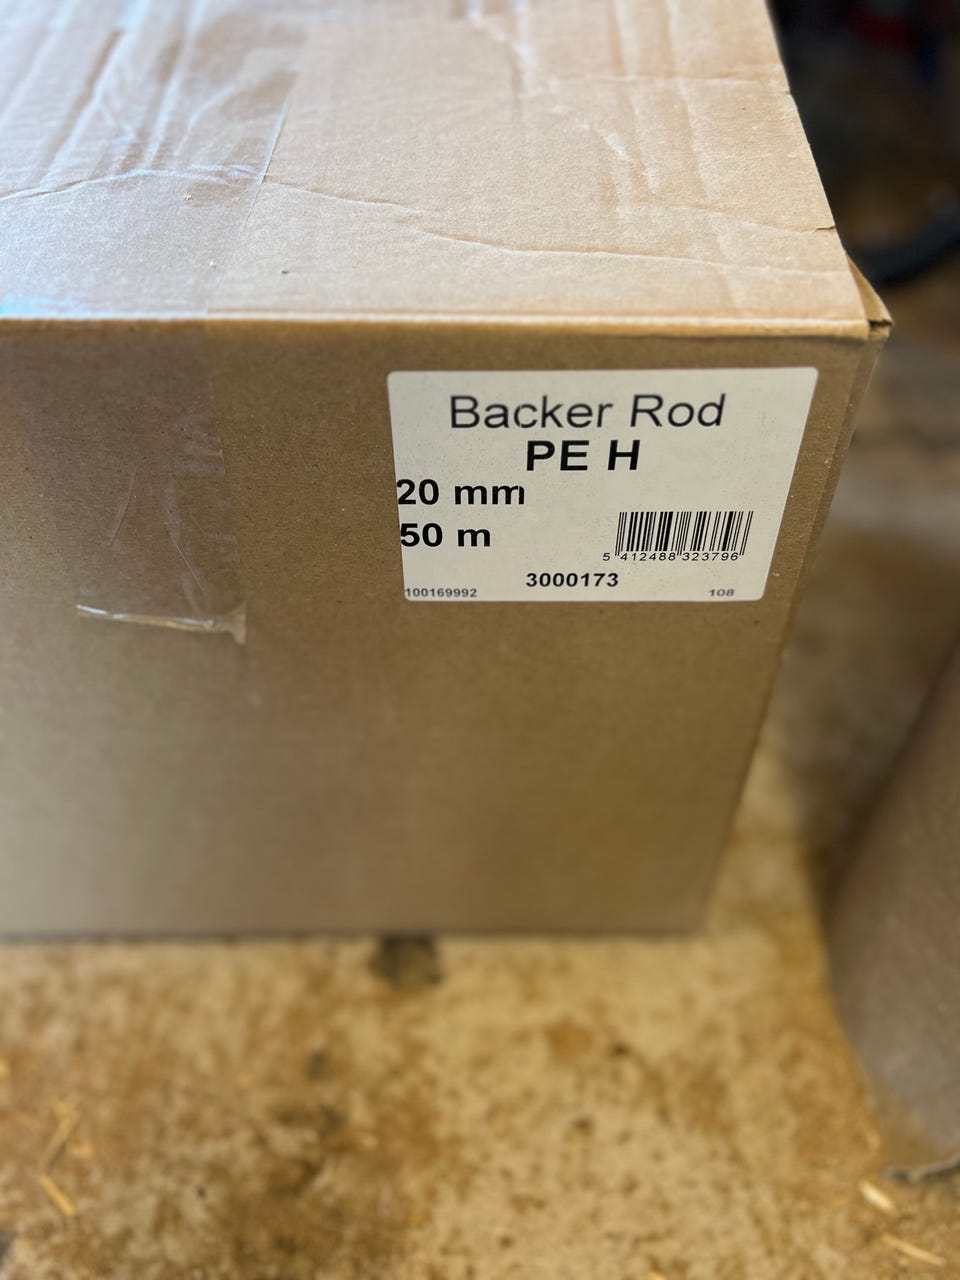 Backer Rod
PE H
20 mm
50 m
5 412488 323796
3000173
100169992
108